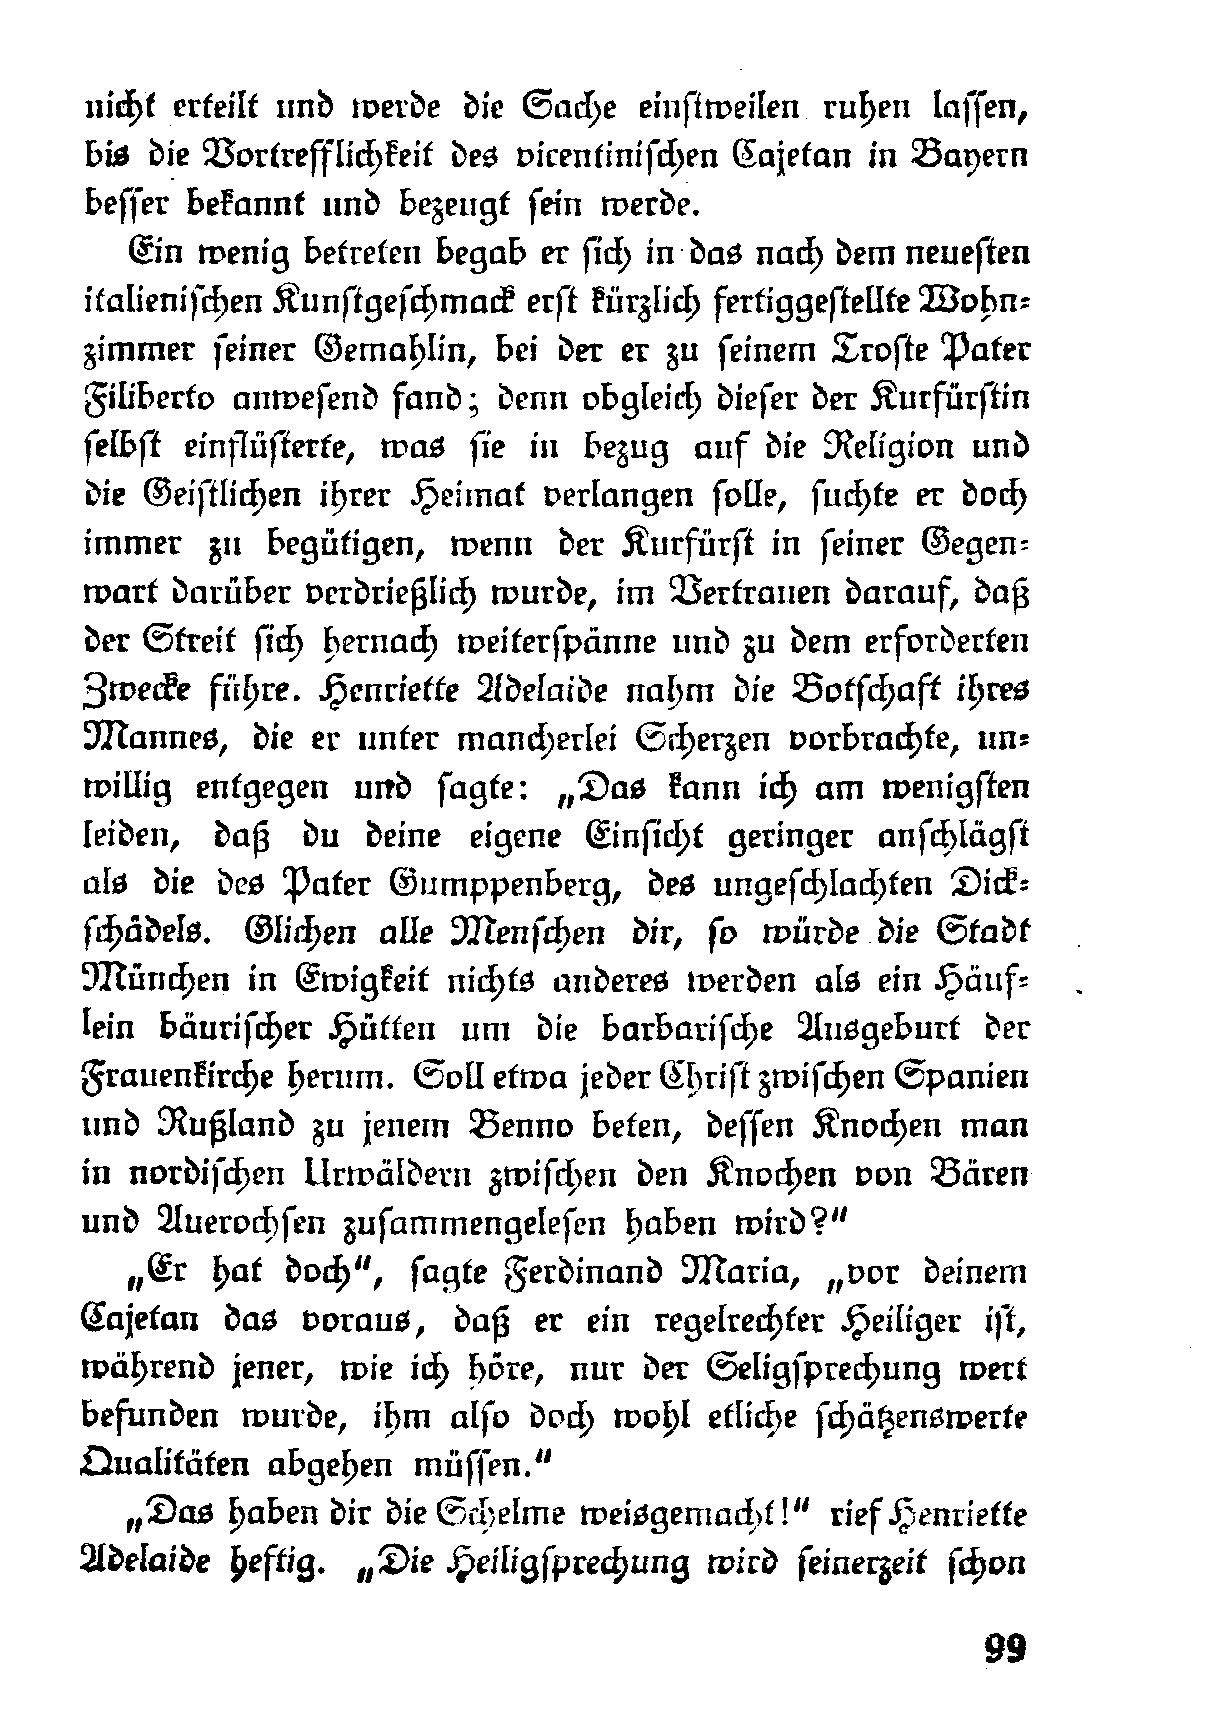 nicht erteilt und werde die Sache einstweilen ruhen lassen,
bis die Vortrefflichkeit des vicentinischen Cajetan in Bayern
besser bekannt und bezeugt sein werde.
Ein wenig betreten begab er sich in das nach dem neuesten
italienischen Kunstgeschmack erst kürzlich fertiggestellte Wohn-
zimmer seiner Gemahlin, bei der er zu seinem Troste Pater
Filiberto anwesend fand; denn obgleich dieser der Kurfürstin
selbst einflüsterte, was sie in bezug auf die Religion und
die Geistlichen ihrer Heimat verlangen solle, suchte er doch
immer zu begütigen, wenn der Kurfürst in seiner Gegen-
wart darüber verdrießlich wurde, im Vertrauen darauf, daß
der Streit sich hernach weiterspänne und zu dem erforderten
Zwecke führe. Henriette Adelaide nahm die Botschaft ihres
Mannes, die er unter mancherlei Scherzen vorbrachte, un-
willig entgegen und sagte: „Das kann ich am wenigsten
leiden, daß du deine eigene Einsicht geringer anschlägst
als die des Pater Gumppenberg, des ungeschlachten Dick-
schädels. Glichen alle Menschen dir, so würde die Stadt
München in Ewigkeit nichts anderes werden als ein Häuf-
lein bäurischer Hütten um die barbarische Ausgeburt der
Frauenkirche herum. Soll etwa jeder Christ zwischen Spanien
und Rußland zu jenem Benno beten, dessen Knochen man
in nordischen Urwäldern zwischen den Knochen von Bären
und Auerochsen zusammengelesen haben wird?“
„Er hat doch“, sagte Ferdinand Maria, „vor deinem
Cajetan das voraus, daß er ein regelrechter Heiliger ist,
während jener, wie ich höre, nur der Seligsprechung wert
befunden wurde, ihm also doch wohl etliche schätzenswerte
Qualitäten abgehen müssen.“
„Das haben dir die Schelme weisgemacht!“ rief Henriette
Adelaide heftig. „Die Heiligsprechung wird seinerzeit schon
99